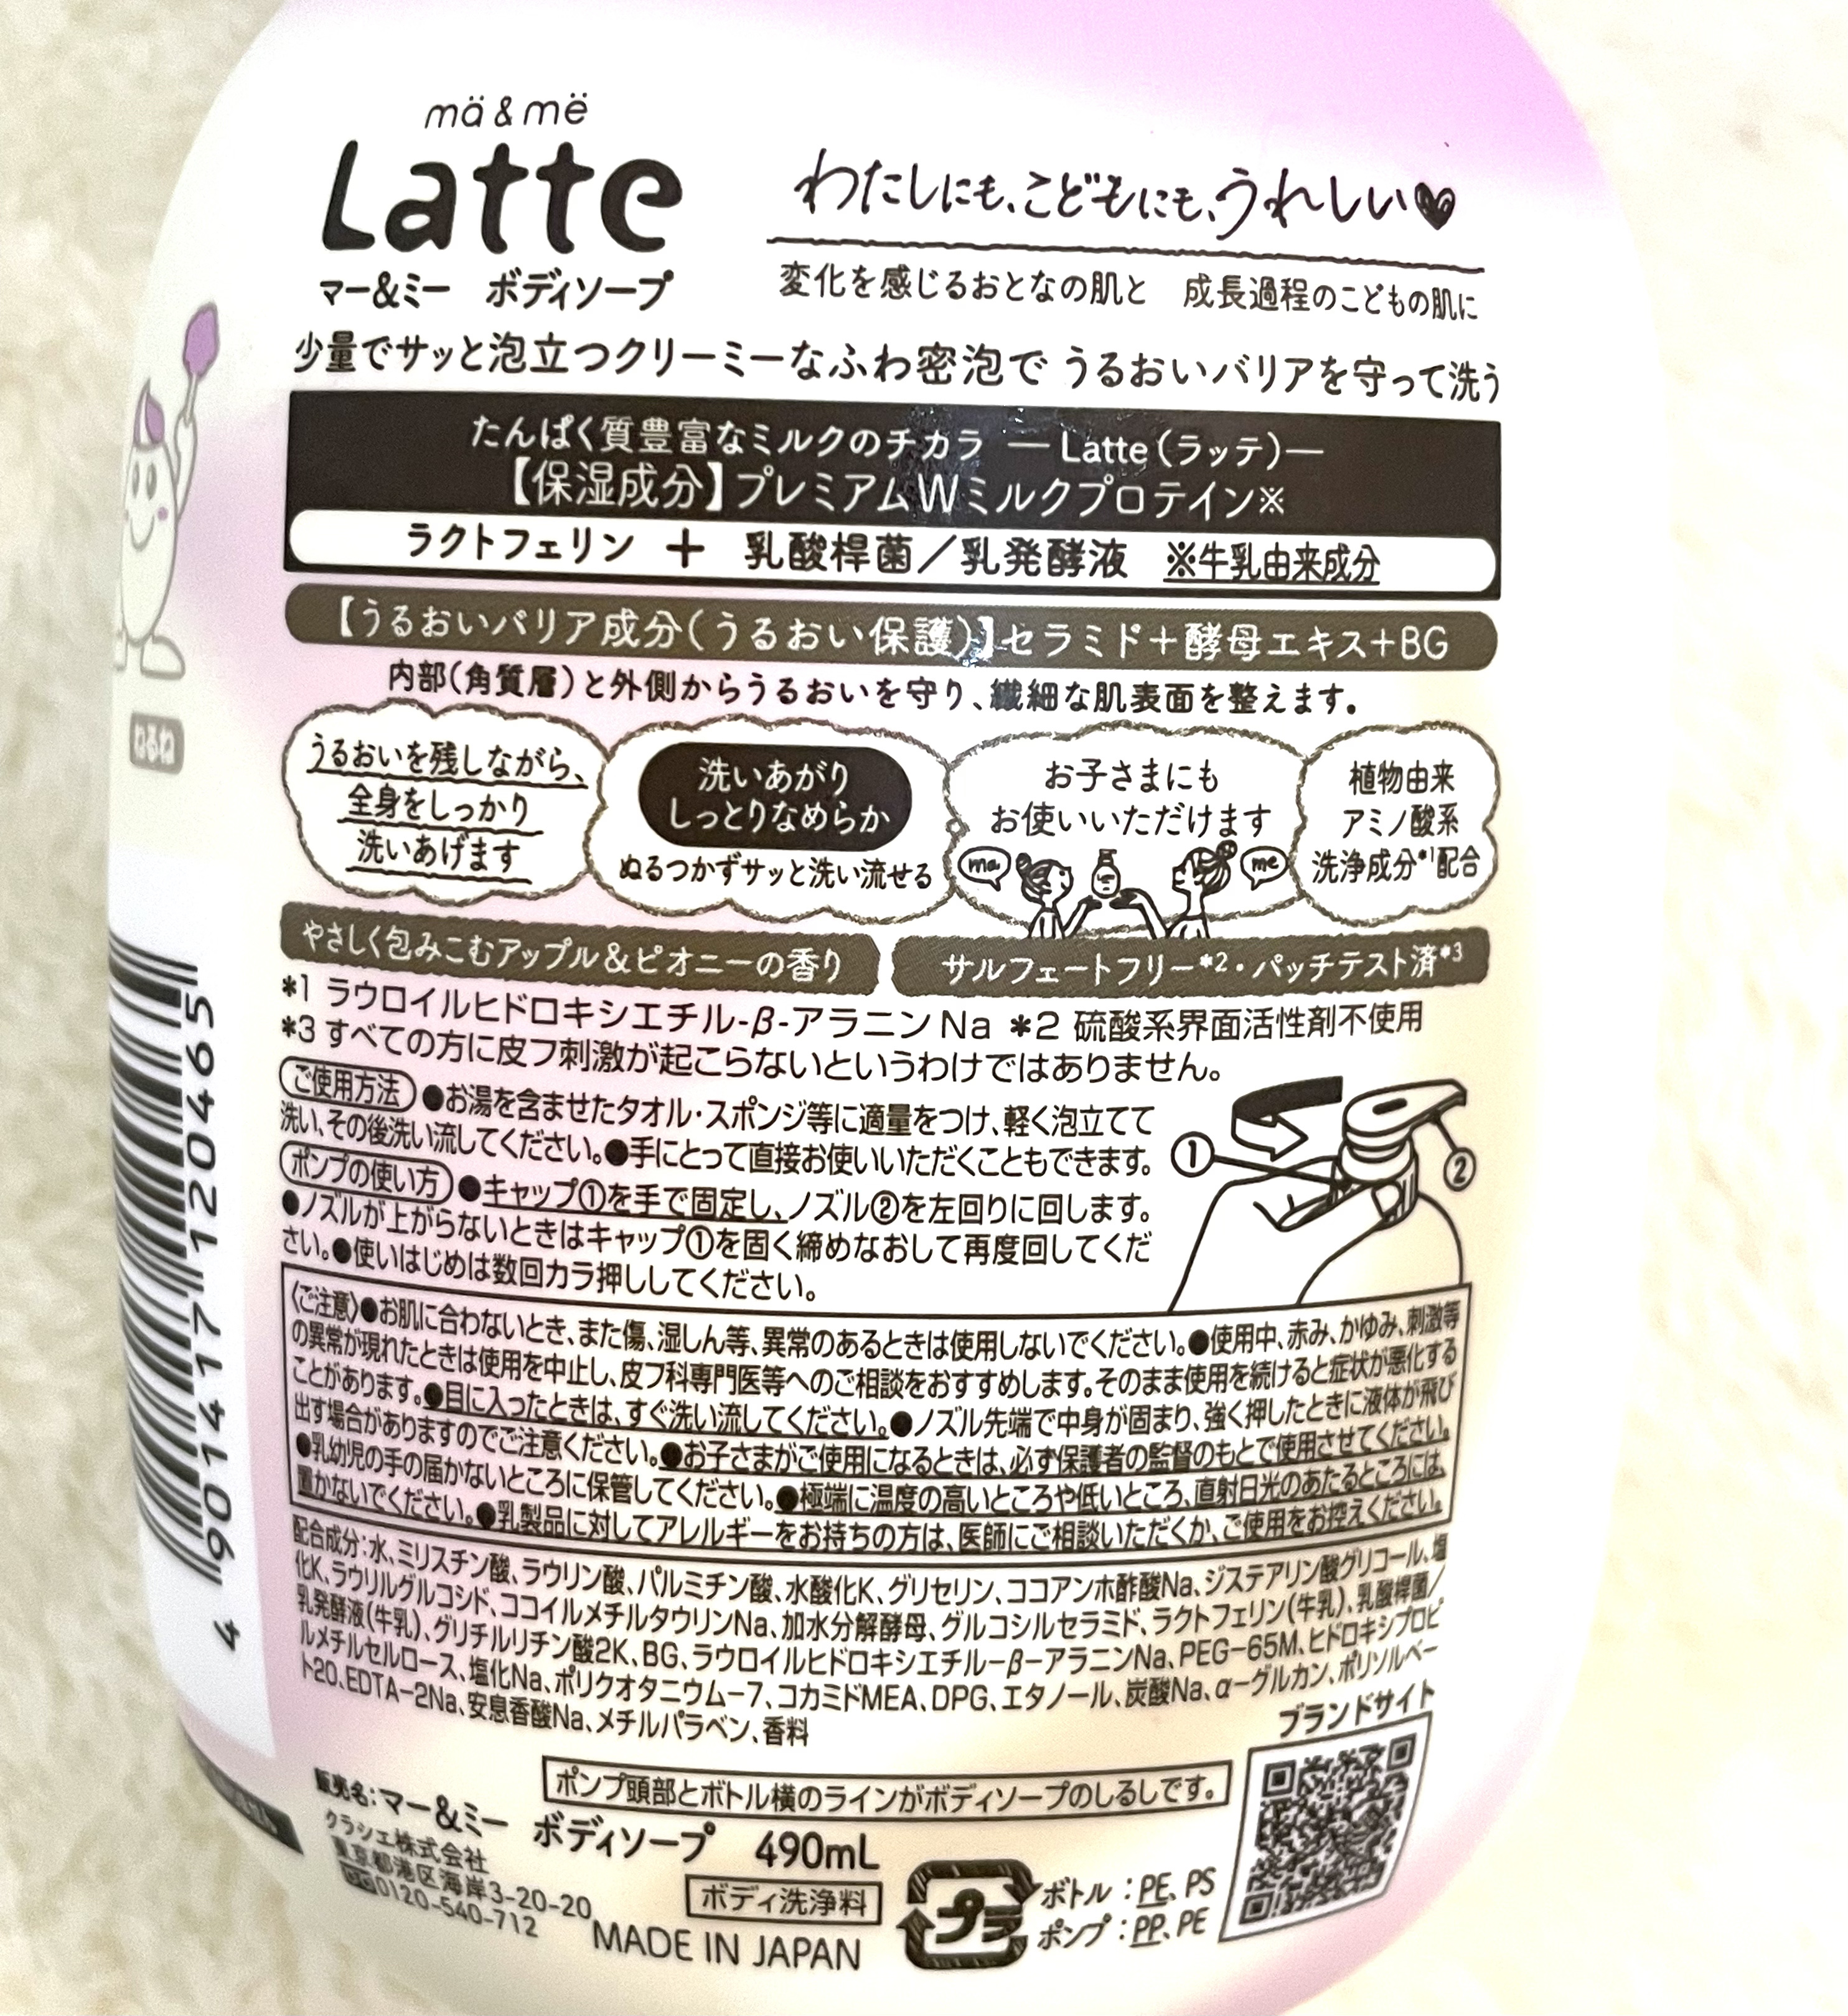 mä & më
Latte
マー&ミー ボディソープ
わたしにも、こどもにも、うれしい♥
変化を感じるおとなの肌と 成長過程のこどもの肌に
少量でサッと泡立つクリーミーなふわ密泡で うるおいバリアを守って洗う
たんぱく質豊富なミルクのチカラ ―Latte(ラッテ)―
【保湿成分】プレミアムWミルクプロテイン※
ラクトフェリン + 乳酸桿菌/乳発酵液 ※牛乳由来成分
【うるおいバリア成分(うるおい保護)】セラミド+酵母エキス+BG
内部(角質層)と外側からうるおいを守り、繊細な肌表面を整えます。
うるおいを残しながら、
全身をしっかり
洗いあげます
洗いあがり
しっとりなめらか
ぬるつかずサッと洗い流せる
お子さまにも
お使いいただけます
ma
me
植物由来
アミノ酸系
洗浄成分*1配合
やさしく包みこむアップル&ピオニーの香り
サルフェートフリー*2・パッチテスト済*3
*1 ラウロイルヒドロキシエチル-β-アラニンNa *2 硫酸系界面活性剤不使用
*3 すべての方に皮フ刺激が起こらないというわけではありません。
ご使用方法 ●お湯を含ませたタオル・スポンジ等に適量をつけ、軽く泡立てて
洗い、その後洗い流してください。●手にとって直接お使いいただくこともできます。
ポンプの使い方 ●キャップ①を手で固定し、ノズル②を左回りに回します。
●ノズルが上がらないときはキャップ①を固く締めなおして再度回してくだ
さい。●使いはじめは数回カラ押ししてください。
①
②
〈ご注意〉●お肌に合わないとき、また傷、湿しん等、異常のあるときは使用しないでください。●使用中、赤み、かゆみ、刺激等
の異常が現れたときは使用を中止し、皮フ科専門医等へのご相談をおすすめします。そのまま使用を続けると症状が悪化する
ことがあります。●目に入ったときは、すぐ洗い流してください。●ノズル先端で中身が固まり、強く押したときに液体が飛び
出す場合がありますのでご注意ください。●お子さまがご使用になるときは、必ず保護者の監督のもとで使用させてください。
●乳幼児の手の届かないところに保管してください。●極端に温度の高いところや低いところ、直射日光のあたるところには、
置かないでください。●乳製品に対してアレルギーをお持ちの方は、医師にご相談いただくか、ご使用をお控えください。
配合成分:水、ミリスチン酸、ラウリン酸、パルミチン酸、水酸化K、グリセリン、ココアンホ酢酸Na、ジステアリン酸グリコール、塩
化K、ラウリルグルコシド、ココイルメチルタウリンNa、加水分解酵母、グルコシルセラミド、ラクトフェリン(牛乳)、乳酸桿菌/
乳発酵液(牛乳)、グリチルリチン酸2K、BG、ラウロイルヒドロキシエチル-β-アラニンNa、PEG-65M、ヒドロキシプロピ
ルメチルセルロース、塩化Na、ポリクオタニウム-7、コカミドMEA、DPG、エタノール、炭酸Na、α-グルカン、ポリソルベー
ト20、EDTA-2Na、安息香酸Na、メチルパラベン、香料
ブランドサイト
ポンプ頭部とボトル横のラインがボディソープのしるしです。
販売名:マー&ミー ボディソープ 490mL
クラシエ株式会社
東京都港区海岸3-20-20
0120-540-712
ボディ洗浄料
MADE IN JAPAN
プラ
ボトル:PE、PS
ポンプ:PP、PE
ねるね